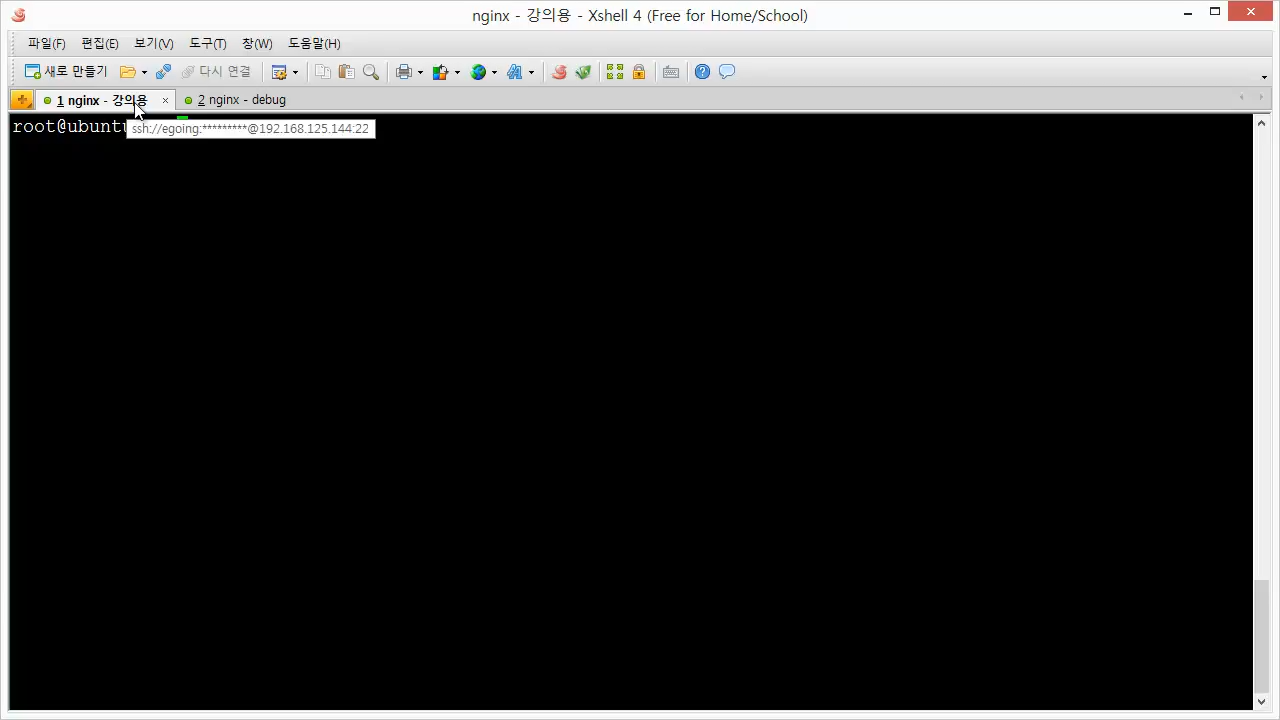 nginx - 강의용 - Xshell 4 (Free for Home/School)
파일(F) 편집(E) 보기(V) 도구(T) 창(W) 도움말(H)
새로 만들기 다시 연결
1 nginx - 강의용 2 nginx - debug
root@ubuntu
ssh://egoing:*********@192.168.125.144:22